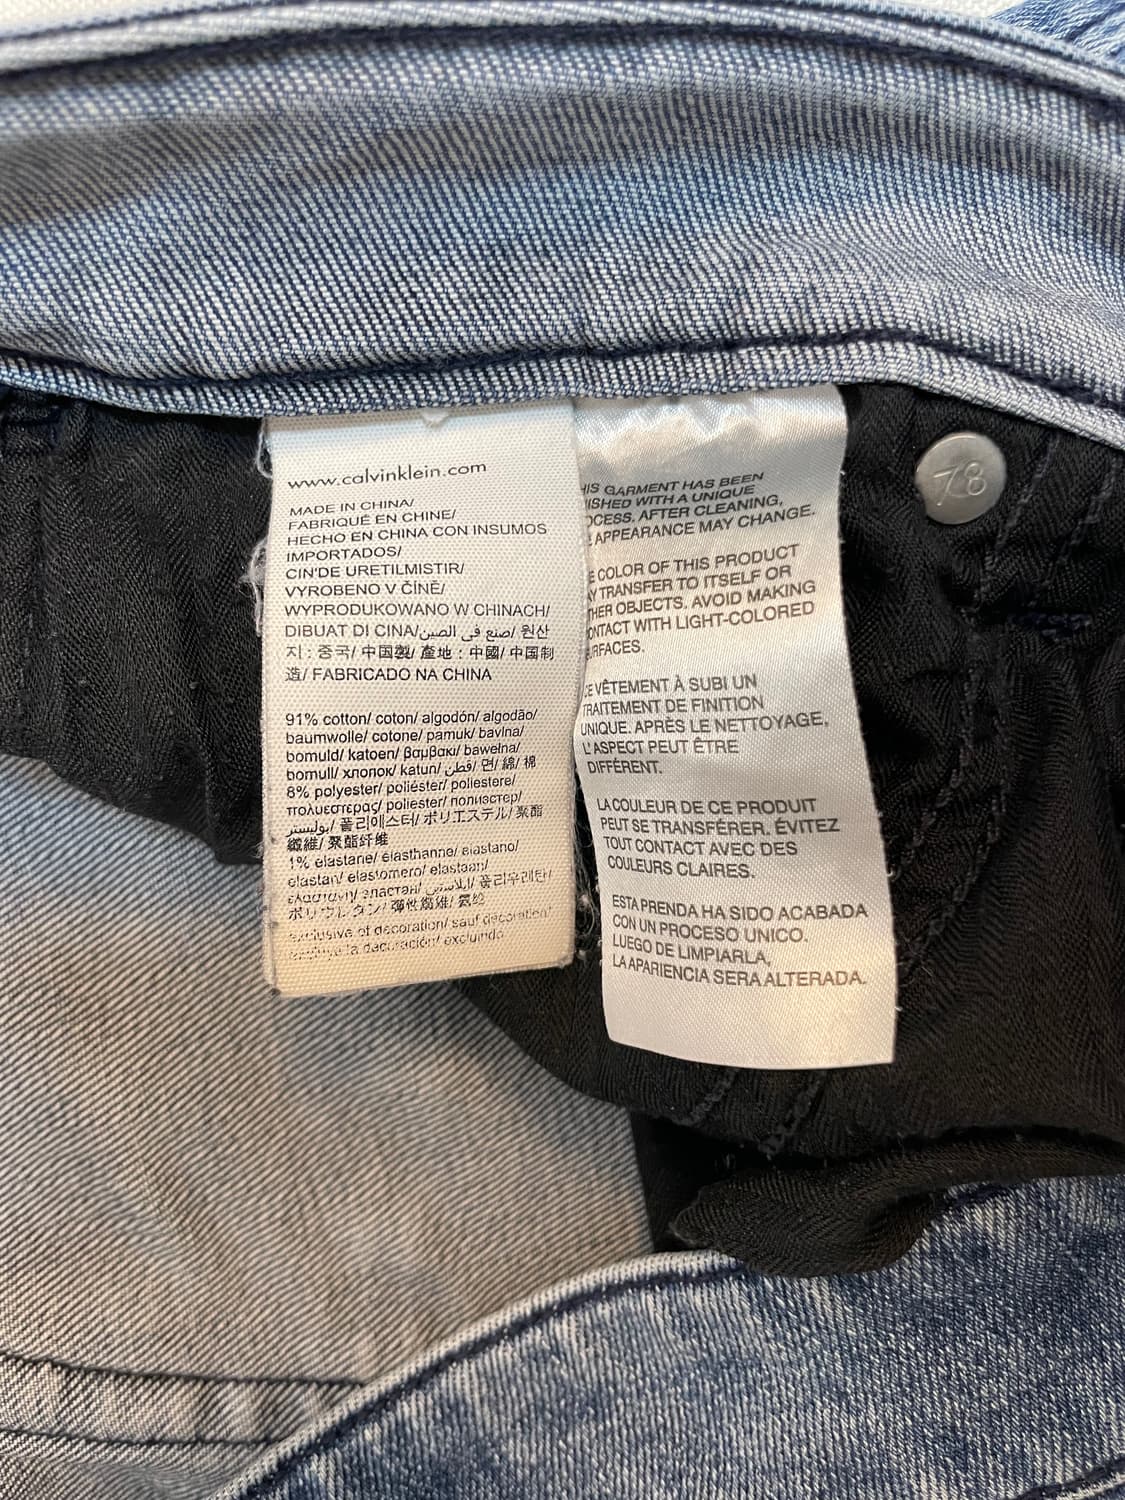 www.calvinklein.com
MADE IN CHINA/
FABRIQUÉ EN CHINE/
HECHO EN CHINA CON INSUMOS
IMPORTADOS/
CIN'DE URETILMISTIR/
VYROBENO V ČÍNĚ/
WYPRODUKOWANO W CHINACH/
DIBUAT DI CINA/صنع في الصين/ 원산
지 : 중국/ 中国製/ 產地 : 中國/ 中国制
造/ FABRICADO NA CHINA
91% cotton/ coton/ algodón/ algodão/
baumwolle/ cotone/ pamuk/ bavlna/
bomuld/ katoen/ βαμβακι/ bawełna/
bomull/ хлопок/ katun/ قطن/ 면/ 綿/ 棉
8% polyester/ poliéster/ poliestere/
πολυεστερας/ poliester/ полиэстер/
بوليستر/ 폴리에스터/ ポリエステル/ 聚酯
纖維/ 聚酯纤维
1% elastane/ élasthanne/ elastano/
elastan/ elastomero/ elastaan/
эластан/ 폴리우레탄/
ポリウレタン/ 彈性纖維/ 氨纶
exclusive of decoration/ sauf décoration/
decoración/ excluindo
78
HIS GARMENT HAS BEEN
ISHED WITH A UNIQUE
OCESS. AFTER CLEANING,
APPEARANCE MAY CHANGE.
E COLOR OF THIS PRODUCT
AY TRANSFER TO ITSELF OR
THER OBJECTS. AVOID MAKING
ONTACT WITH LIGHT-COLORED
RFACES.
CE VÊTEMENT À SUBI UN
TRAITEMENT DE FINITION
UNIQUE. APRÈS LE NETTOYAGE,
L'ASPECT PEUT ÊTRE
DIFFÉRENT.
LA COULEUR DE CE PRODUIT
PEUT SE TRANSFÉRER. ÉVITEZ
TOUT CONTACT AVEC DES
COULEURS CLAIRES.
ESTA PRENDA HA SIDO ACABADA
CON UN PROCESO UNICO.
LUEGO DE LIMPIARLA,
LA APARIENCIA SERA ALTERADA.